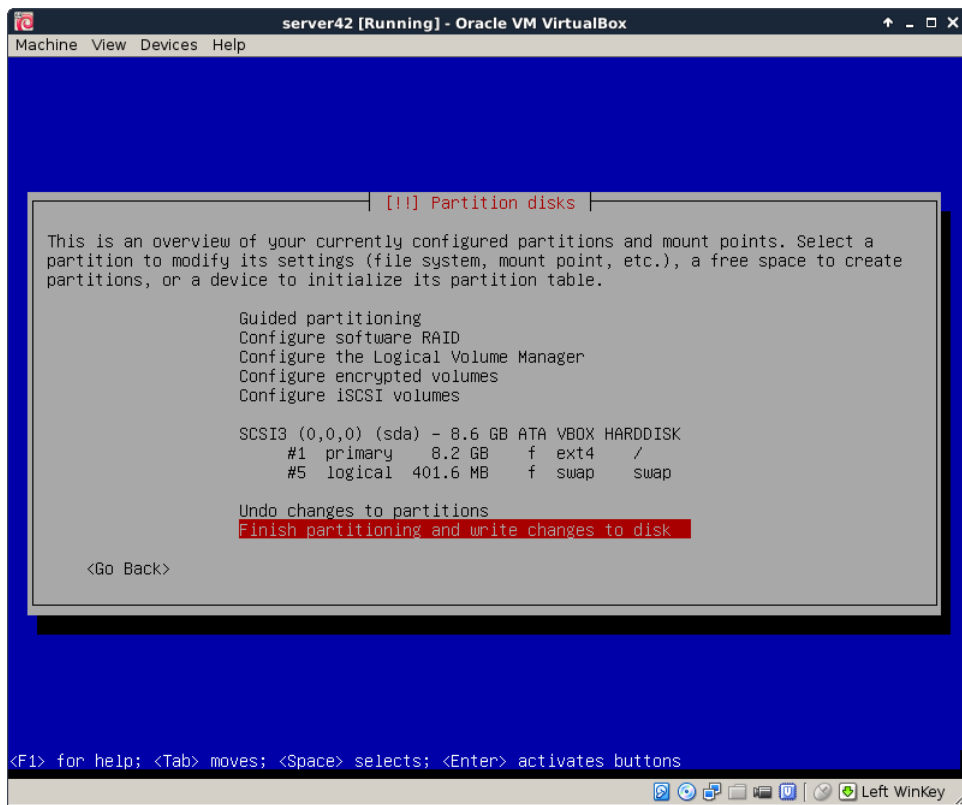 server42 [Running] - Oracle VM VirtualBox
Machine View Devices Help
[!!] Partition disks
This is an overview of your currently configured partitions and mount points. Select a
partition to modify its settings (file system, mount point, etc.), a free space to create
partitions, or a device to initialize its partition table.
Guided partitioning
Configure software RAID
Configure the Logical Volume Manager
Configure encrypted volumes
Configure iSCSI volumes
SCSI3 (0,0,0) (sda) - 8.6 GB ATA VBOX HARDDISK
#1 primary 8.2 GB f ext4 /
#5 logical 401.6 MB f swap swap
Undo changes to partitions
Finish partitioning and write changes to disk
<Go Back>
<F1> for help; <Tab> moves; <Space> selects; <Enter> activates buttons
Left WinKey